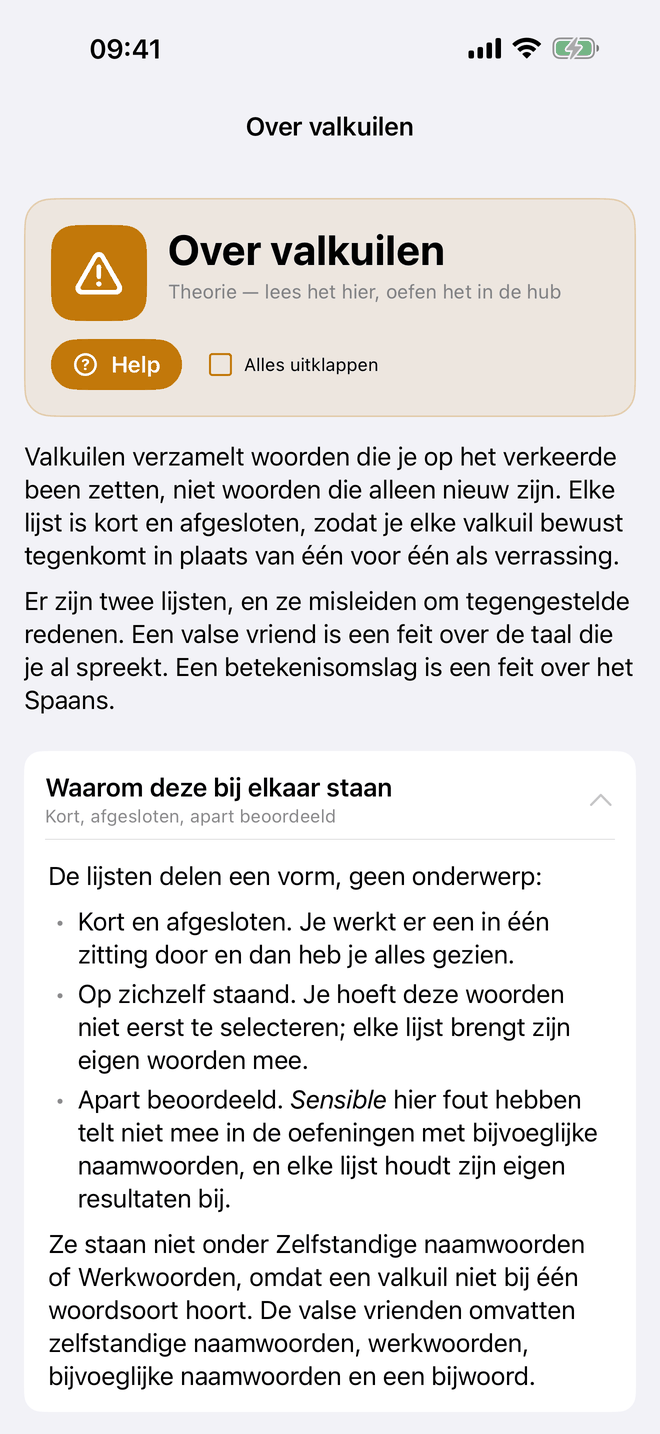 09:41
Over valkuilen
Over valkuilen
Theorie — lees het hier, oefen het in de hub
Help
Alles uitklappen
Valkuilen verzamelt woorden die je op het verkeerde
been zetten, niet woorden die alleen nieuw zijn. Elke
lijst is kort en afgesloten, zodat je elke valkuil bewust
tegenkomt in plaats van één voor één als verrassing.
Er zijn twee lijsten, en ze misleiden om tegengestelde
redenen. Een valse vriend is een feit over de taal die
je al spreekt. Een betekenisomslag is een feit over het
Spaans.
Waarom deze bij elkaar staan
Kort, afgesloten, apart beoordeeld
De lijsten delen een vorm, geen onderwerp:
• Kort en afgesloten. Je werkt er een in één
zitting door en dan heb je alles gezien.
• Op zichzelf staand. Je hoeft deze woorden
niet eerst te selecteren; elke lijst brengt zijn
eigen woorden mee.
• Apart beoordeeld. Sensible hier fout hebben
telt niet mee in de oefeningen met bijvoeglijke
naamwoorden, en elke lijst houdt zijn eigen
resultaten bij.
Ze staan niet onder Zelfstandige naamwoorden
of Werkwoorden, omdat een valkuil niet bij één
woordsoort hoort. De valse vrienden omvatten
zelfstandige naamwoorden, werkwoorden,
bijvoeglijke naamwoorden en een bijwoord.